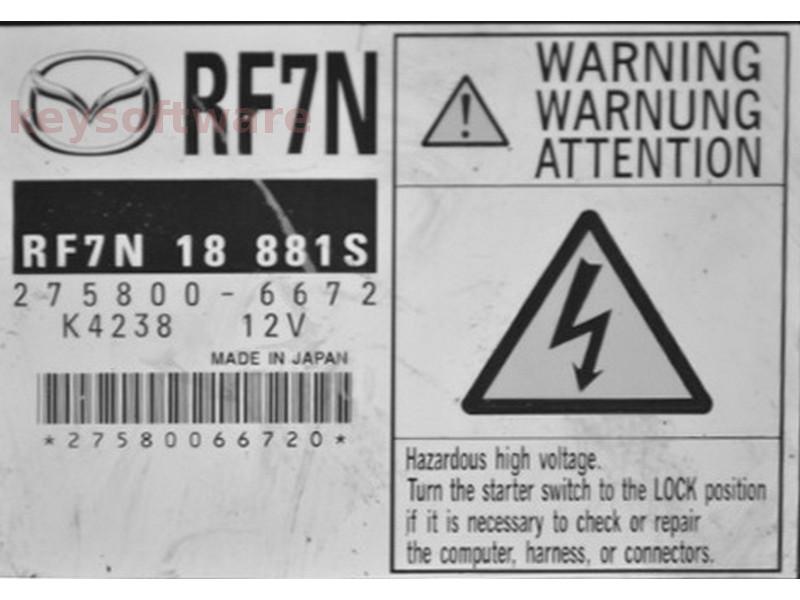 RF7N
keysoftware
RF7N 18 881S
275800-6672
K4238 12V
MADE IN JAPAN
*27580066720*
WARNING
WARNUNG
ATTENTION
!
Hazardous high voltage.
Turn the starter switch to the LOCK position
if it is necessary to check or repair
the computer, harness, or connectors.